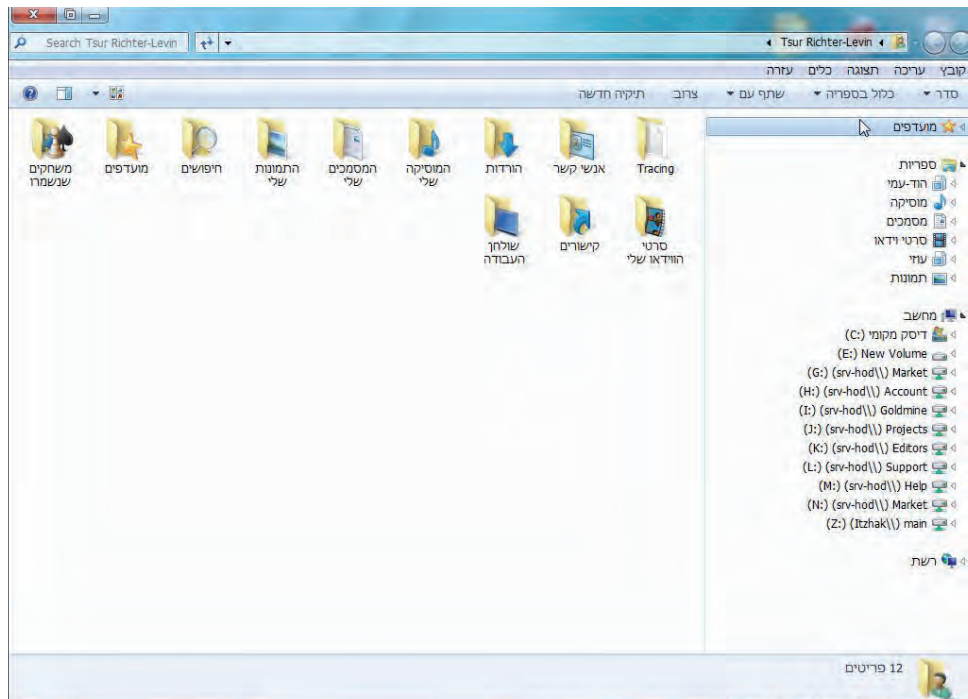 Search Tsur Richter-Levin
Tsur Richter-Levin
קובץ עריכה תצוגה כלים עזרה
סדר כלול בספריה שתף עם צרוב תיקיה חדשה
מועדפים
ספריות
הוד-עמי
מוסיקה
מסמכים
סרטי וידאו
עוזי
תמונות
מחשב
דיסק מקומי (C:)
(E:) New Volume
(G:) (srv-hod\\) Market
(H:) (srv-hod\\) Account
(I:) (srv-hod\\) Goldmine
(J:) (srv-hod\\) Projects
(K:) (srv-hod\\) Editors
(L:) (srv-hod\\) Support
(M:) (srv-hod\\) Help
(N:) (srv-hod\\) Market
(Z:) (Itzhak\\) main
רשת
Tracing
אנשי קשר
הורדות
המוסיקה
שלי
המסמכים
שלי
התמונות
שלי
חיפושים
מועדפים
משחקים
שנשמרו
סרטי
הווידאו שלי
קישורים
שולחן
העבודה
12 פריטים